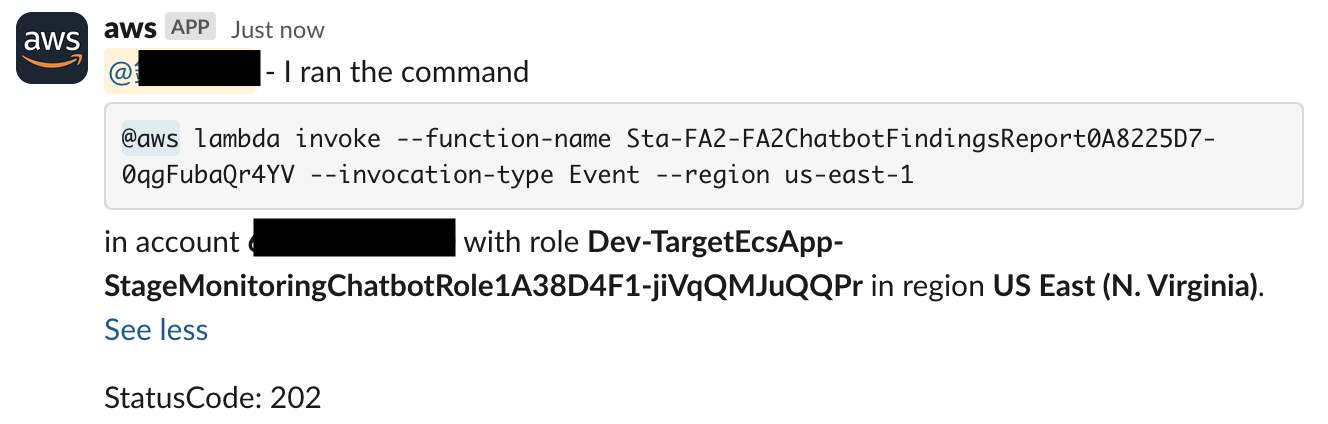 aws
aws APP Just now
@ - I ran the command
@aws lambda invoke --function-name Sta-FA2-FA2ChatbotFindingsReport0A8225D7-
0qgFubaQr4YV --invocation-type Event --region us-east-1
in account with role Dev-TargetEcsApp-
StageMonitoringChatbotRole1A38D4F1-jiVqQMJuQQPr in region US East (N. Virginia).
See less
StatusCode: 202